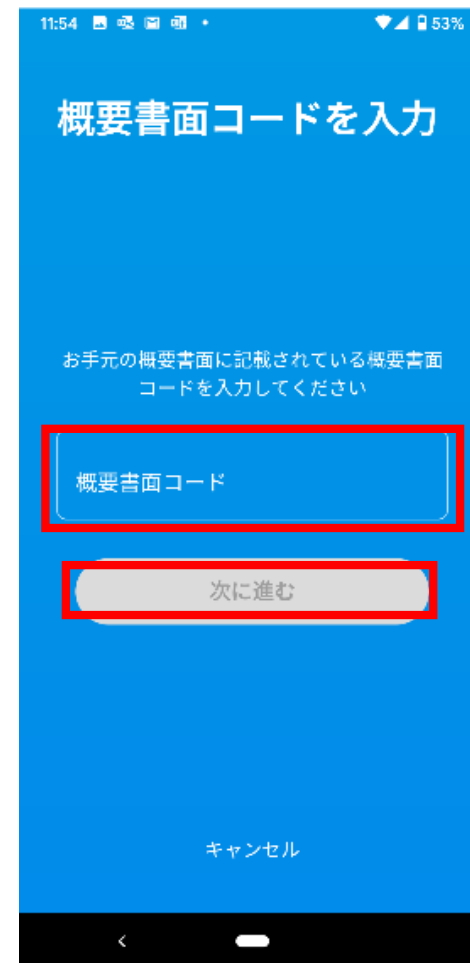 11:54
53%
概要書面コードを入力
お手元の概要書面に記載されている概要書面
コードを入力してください
概要書面コード
次に進む
キャンセル